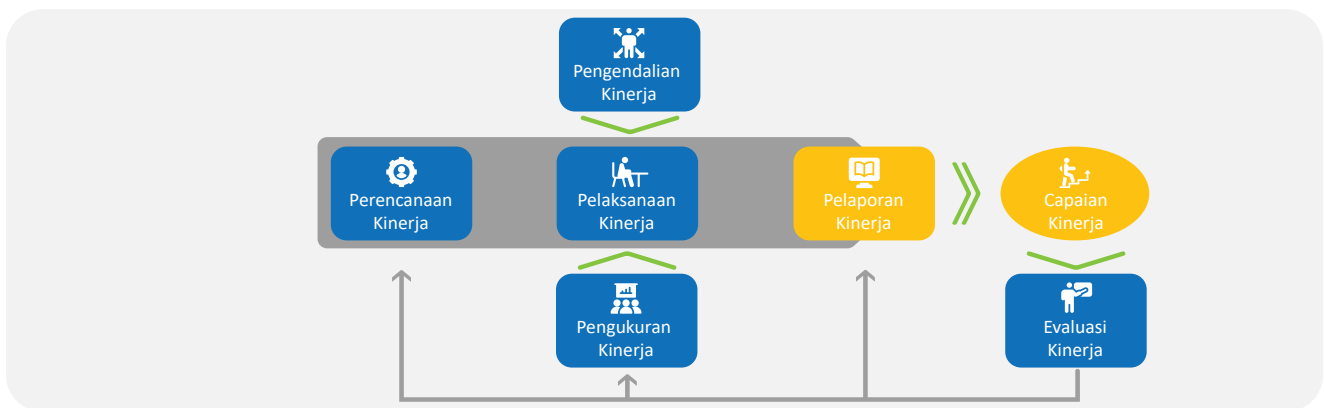 Pengendalian
Kinerja
Perencanaan
Kinerja
Pelaksanaan
Kinerja
Pelaporan
Kinerja
Capaian
Kinerja
Pengukuran
Kinerja
Evaluasi
Kinerja